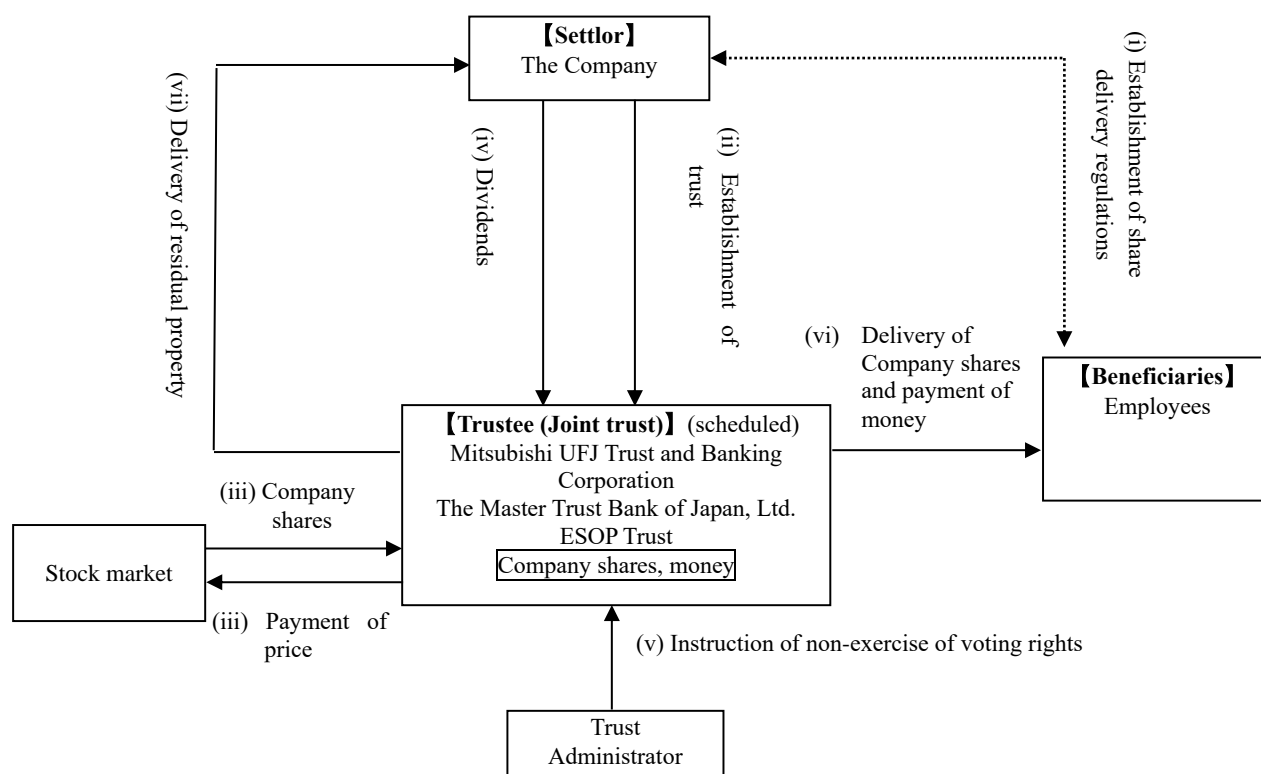 【Settlor】
The Company
(i) Establishment of share
delivery regulations
(vii) Delivery of residual property
(iv) Dividends
(ii) Establishment of
trust
(vi) Delivery of
Company shares
and payment of
money
【Beneficiaries】
Employees
【Trustee (Joint trust)】 (scheduled)
Mitsubishi UFJ Trust and Banking
Corporation
The Master Trust Bank of Japan, Ltd.
ESOP Trust
Company shares, money
(iii) Company
shares
Stock market
(iii) Payment of
price
(v) Instruction of non-exercise of voting rights
Trust
Administrator